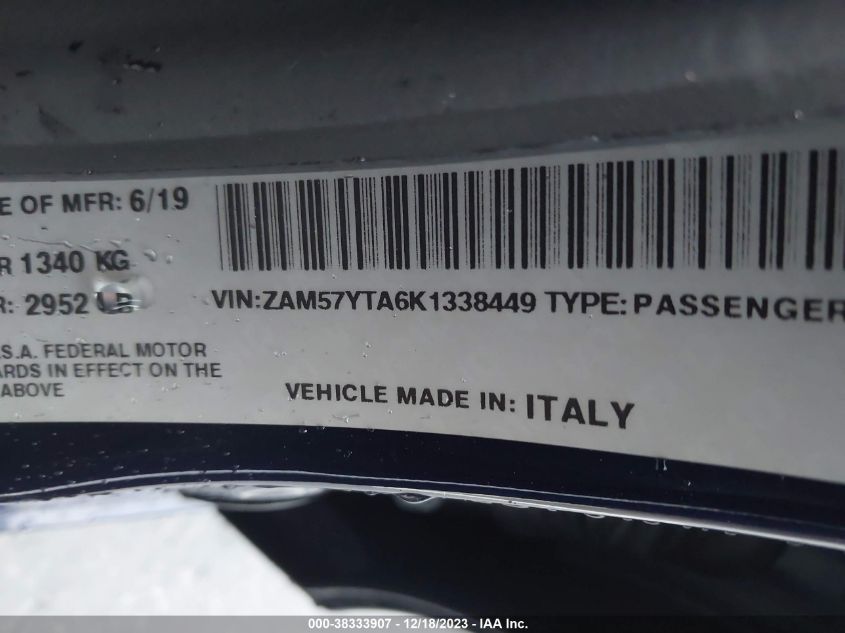 E OF MFR: 6/19
R 1340 KG
R: 2952 LB
VIN:ZAM57YTA6K1338449 TYPE: PASSENGER
.S.A. FEDERAL MOTOR
ARDS IN EFFECT ON THE
ABOVE
VEHICLE MADE IN: ITALY
000-38333907 - 12/18/2023 - IAA Inc.